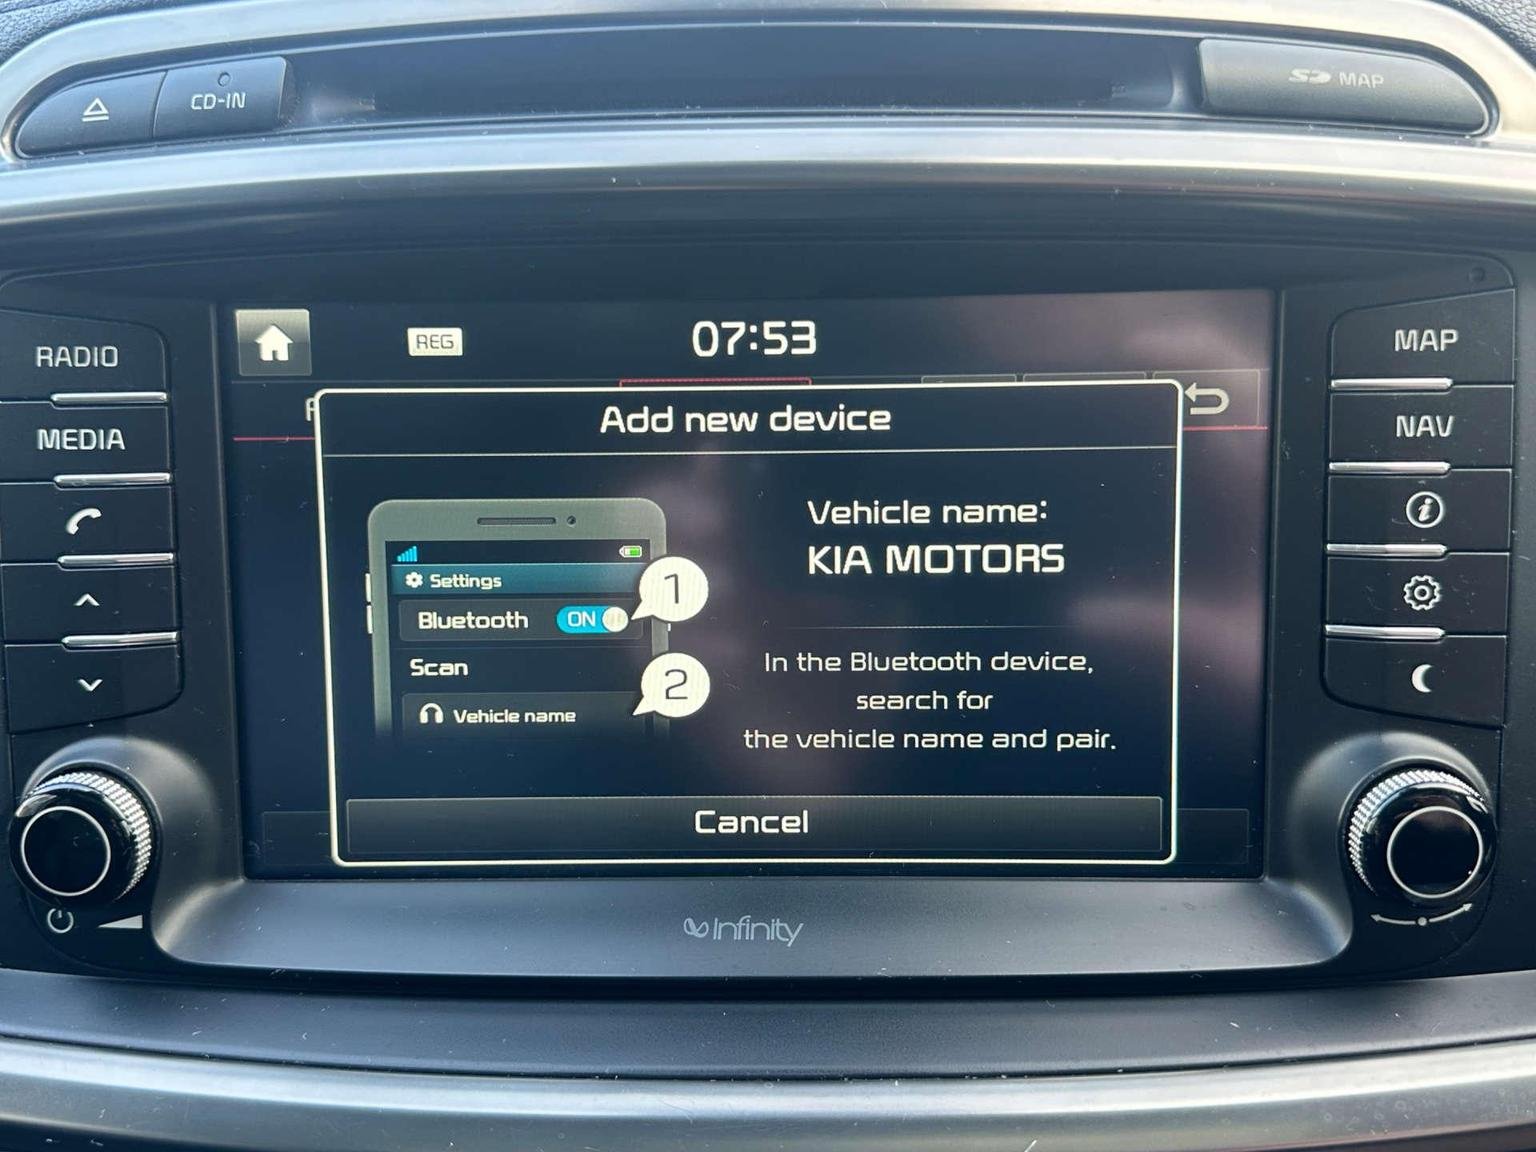 CD-IN
MAP
RADIO
MEDIA
REG
07:53
Add new device
Settings
Bluetooth ON
1
Scan
2
Vehicle name
Vehicle name:
KIA MOTORS
In the Bluetooth device,
search for
the vehicle name and pair.
Cancel
MAP
NAV
Infinity